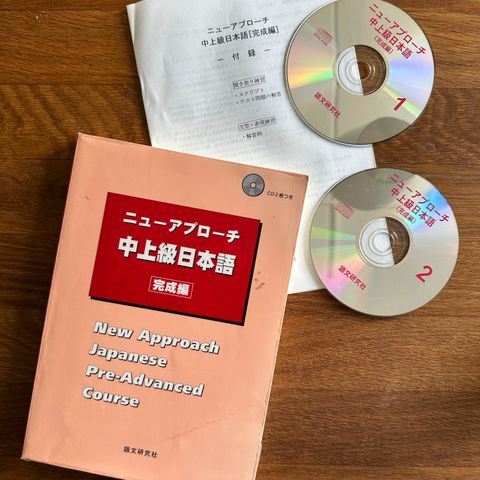 ニューアプローチ
中上級日本語[完成編]
― 付 録 ―
聞き取り練習
・スクリプト
・テスト問題の解答
文型・表現練習
・解答例
ニューアプローチ
中上級日本語
(完成編)
1
語文研究社
ニューアプローチ
中上級日本語
(完成編)
2
語文研究社
CD2枚つき
ニューアプローチ
中上級日本語
完成編
New Approach
Japanese
Pre-Advanced
Course
語文研究社